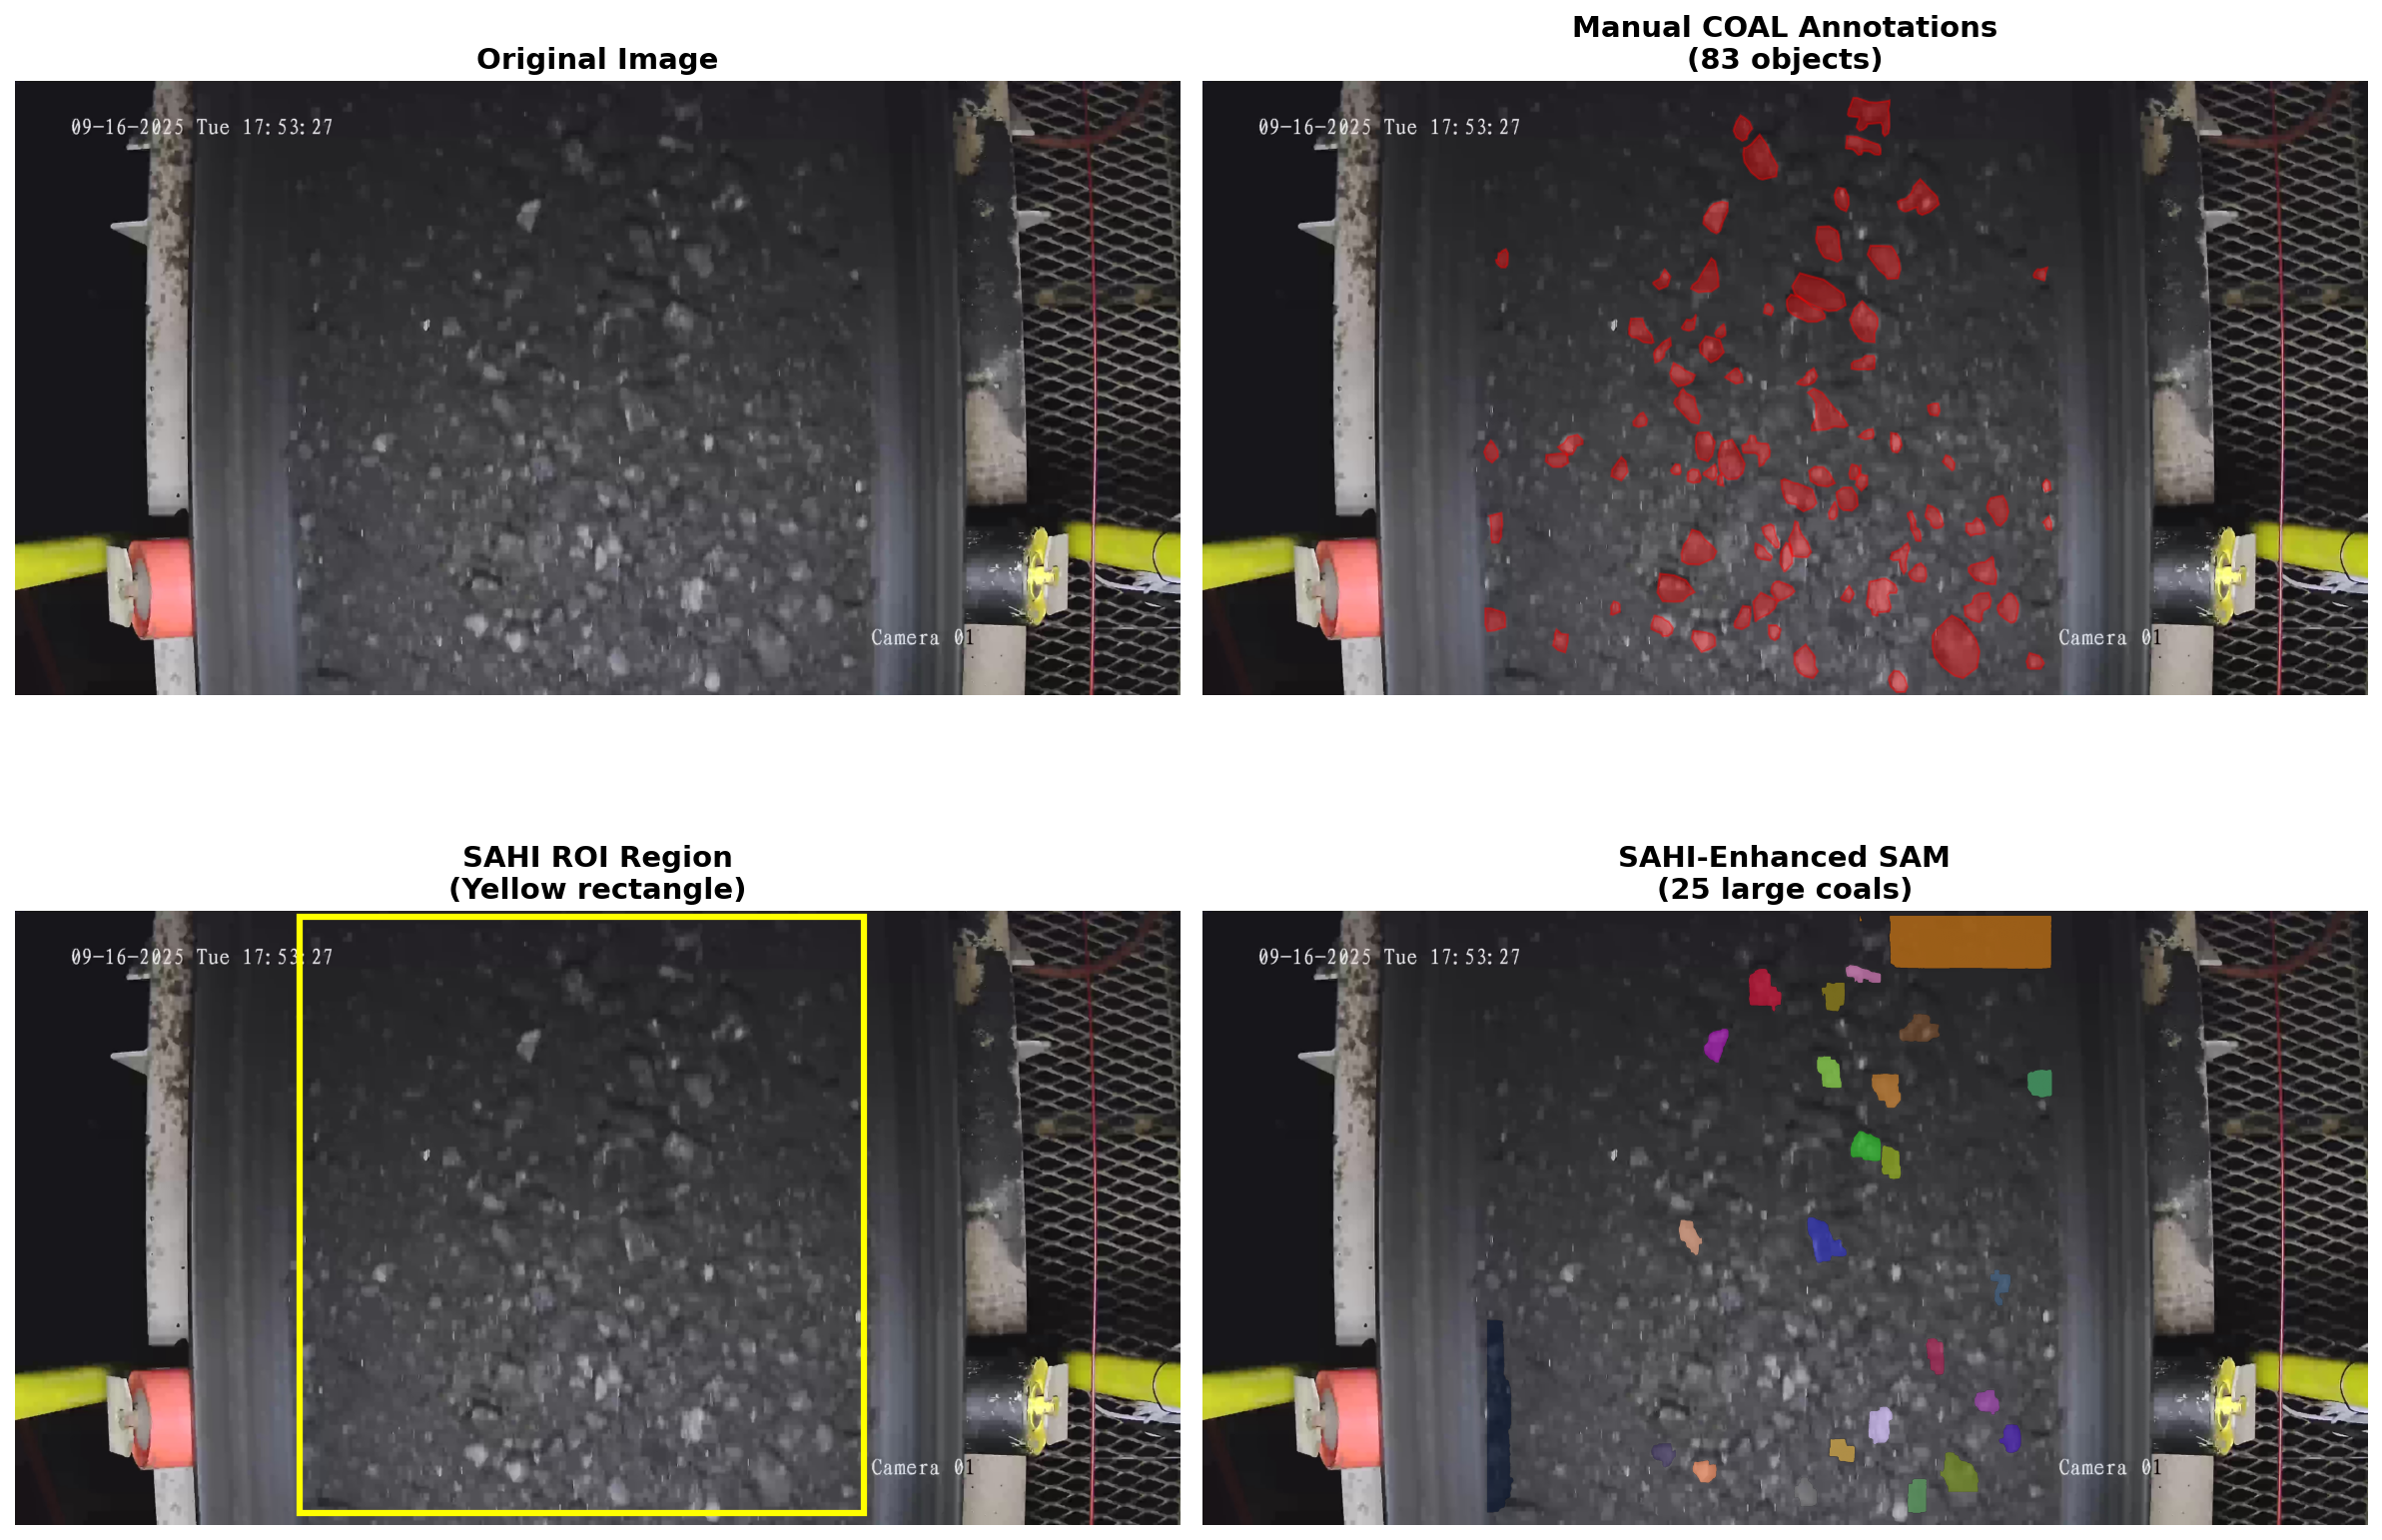 Original Image
Manual COAL Annotations
(83 objects)
09-16-2025 Tue 17:53:27
Camera 01
09-16-2025 Tue 17:53:27
Camera 01
SAHI ROI Region
(Yellow rectangle)
SAHI-Enhanced SAM
(25 large coals)
09-16-2025 Tue 17:53:27
Camera 01
09-16-2025 Tue 17:53:27
Camera 01